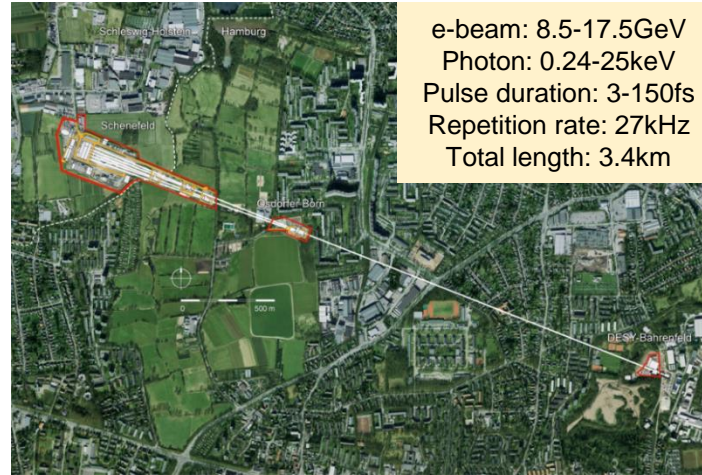 Schleswig-Holstein
Hamburg
e-beam: 8.5-17.5GeV
Photon: 0.24-25keV
Pulse duration: 3-150fs
Repetition rate: 27kHz
Total length: 3.4km
Schenefeld
Osdorfer Born
0
500 m
DESY-Bahrenfeld